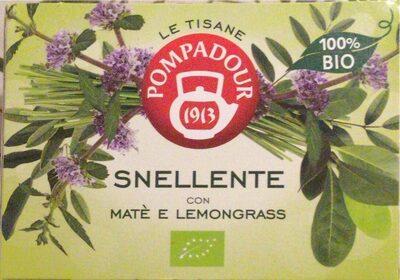 LE TISANE
POMPADOUR
1913
100%
BIO
SNELLENTE
CON
MATÈ E LEMONGRASS